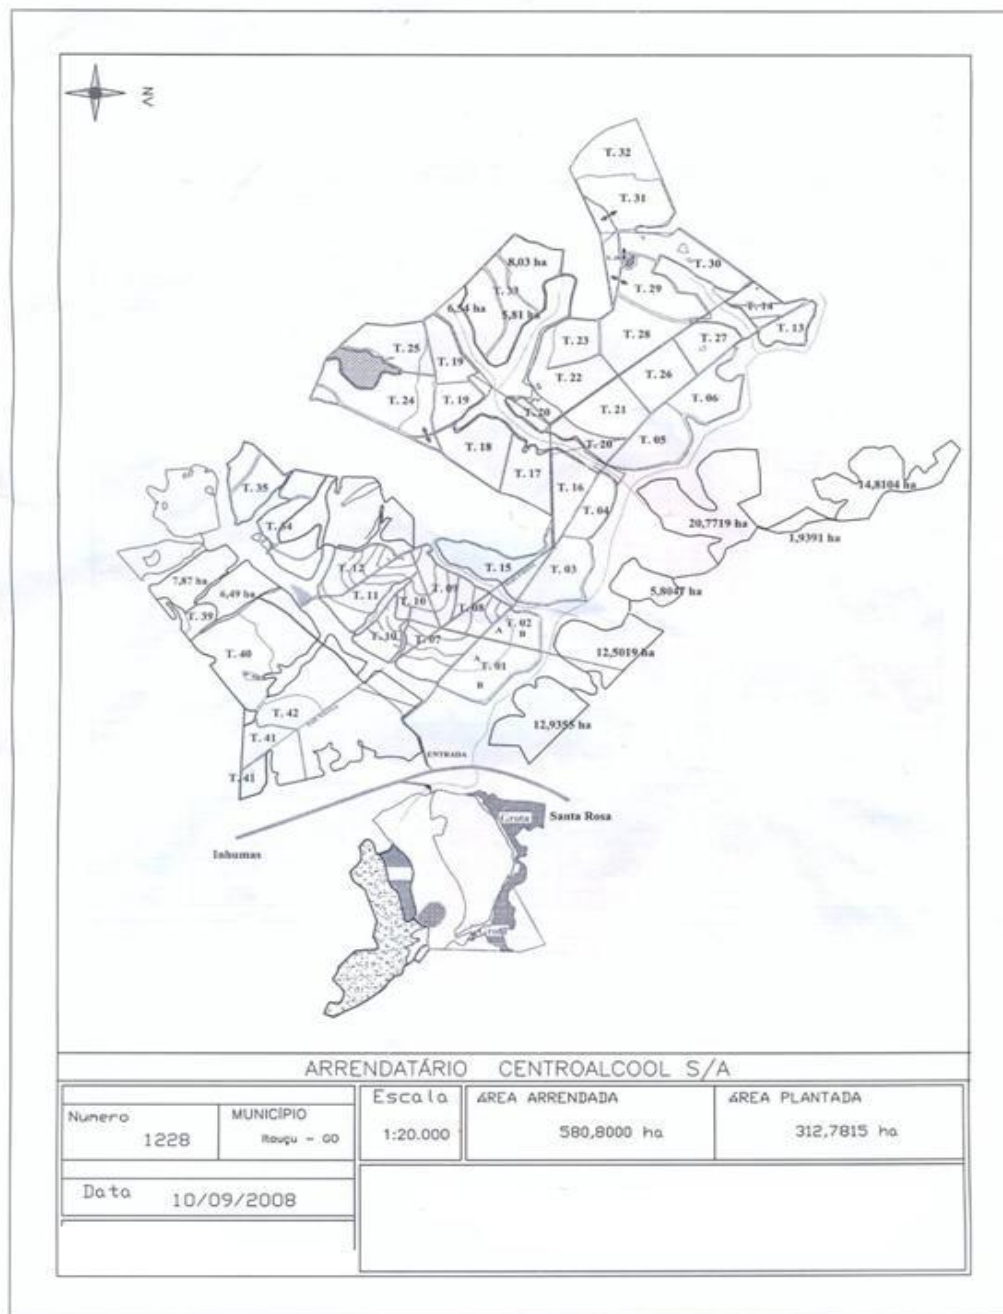 NV
T. 32
T. 31
T. 30
8,03 ha
T. 33
T. 29
6,54 ha
5,81 ha
T. 14
T. 13
T. 28
T. 23
T. 27
T. 25
T. 19
T. 22
T. 26
T. 24
T. 19
T. 06
T. 20
T. 21
T. 05
T. 20
T. 18
T. 17
T. 16
T. 35
14,8104 ha
T. 04
20,7719 ha
T. 34
1,9391 ha
T. 12
T. 15
T. 03
7,87 ha
6,49 ha
T. 11
T. 09
5,8047 ha
T. 10
T. 08
T. 39
T. 02
A
B
T. 10
T. 07
12,5019 ha
T. 40
A
T. 01
B
T. 42
12,9355 ha
T. 41
ENTRADA
T. 41
Grota
Santa Rosa
Inhumas
ARRENDATÁRIO CENTROALCOOL S/A
Numero
1228
MUNICÍPIO
Itauçu - GO
Escala
1:20.000
ÁREA ARRENDADA
580,8000 ha
ÁREA PLANTADA
312,7815 ha
Data 10/09/2008